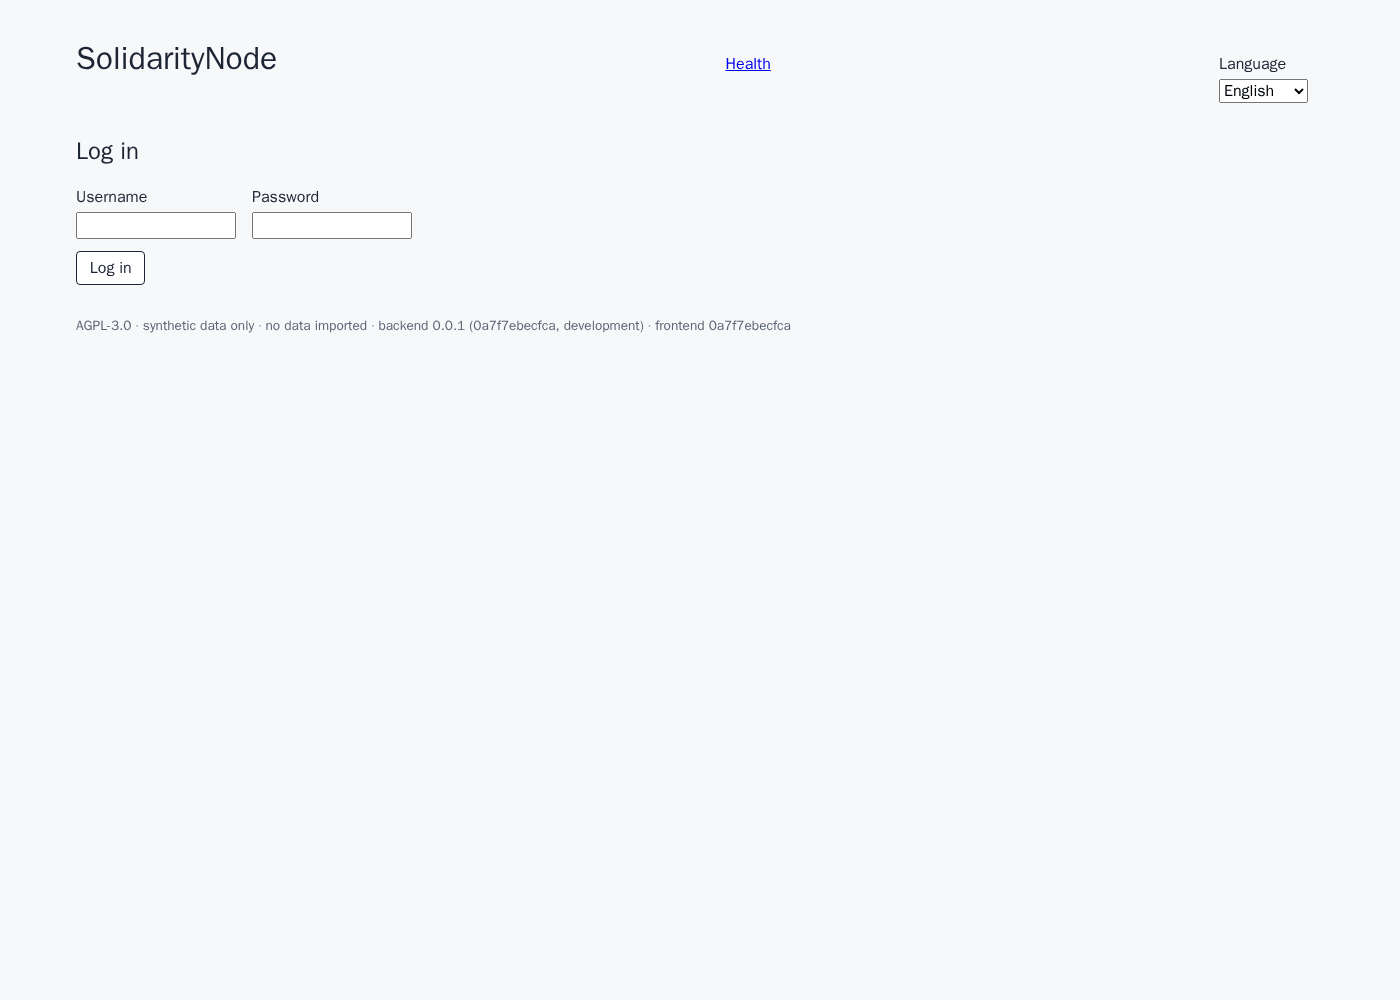 SolidarityNode
Health
Language
English
Log in
Username
Password
Log in
AGPL-3.0 · synthetic data only · no data imported · backend 0.0.1 (0a7f7ebecfca, development) · frontend 0a7f7ebecfca